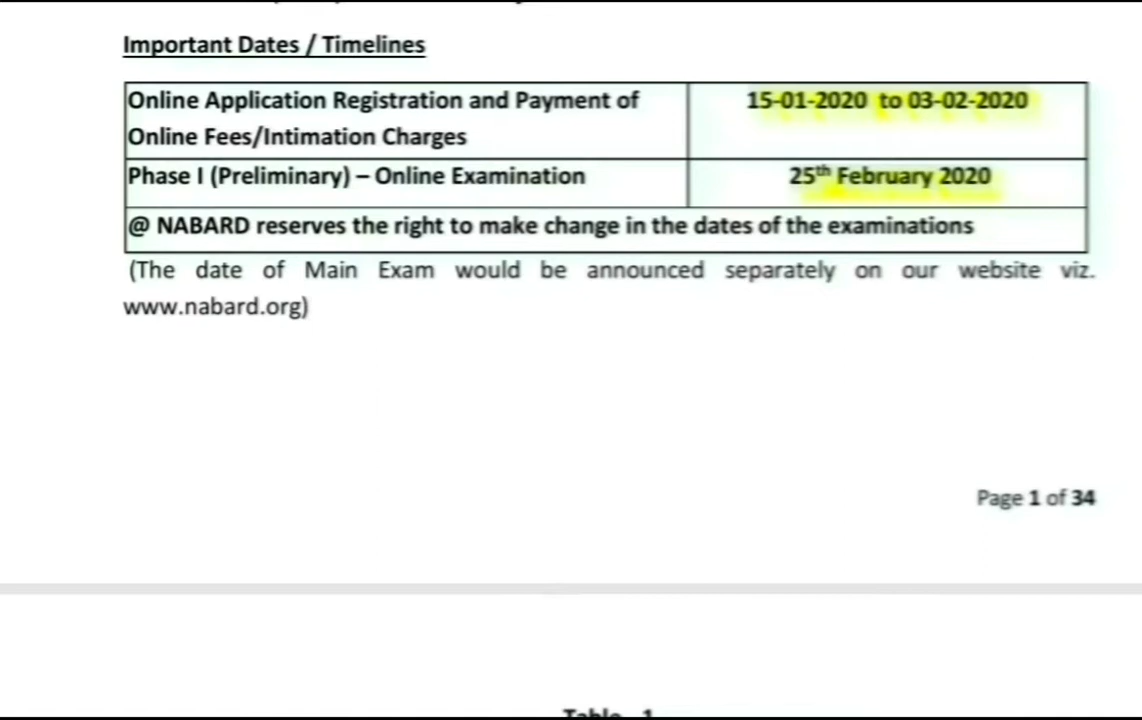 Important Dates / Timelines
Online Application Registration and Payment of
Online Fees/Intimation Charges
15-01-2020 to 03-02-2020
Phase I (Preliminary) – Online Examination
25th February 2020
@ NABARD reserves the right to make change in the dates of the examinations
(The date of Main Exam would be announced separately on our website viz.
www.nabard.org)
Page 1 of 34
Table 1